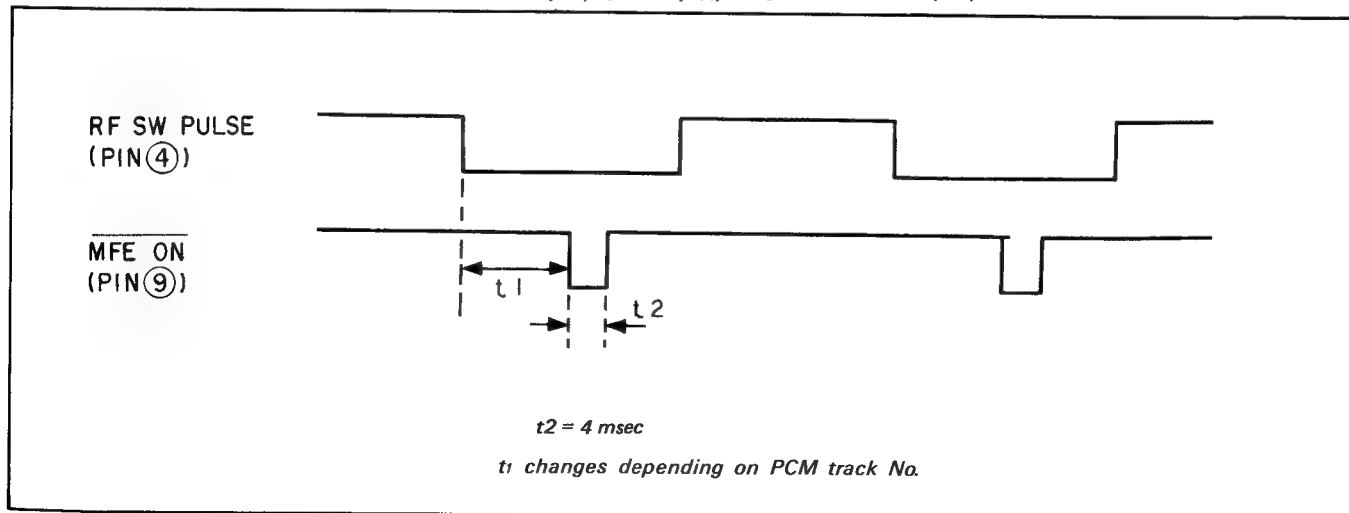 RF SW PULSE
(PIN④)
MFE ON
(PIN⑨)
t1
t2
t2 = 4 msec
t1 changes depending on PCM track No.